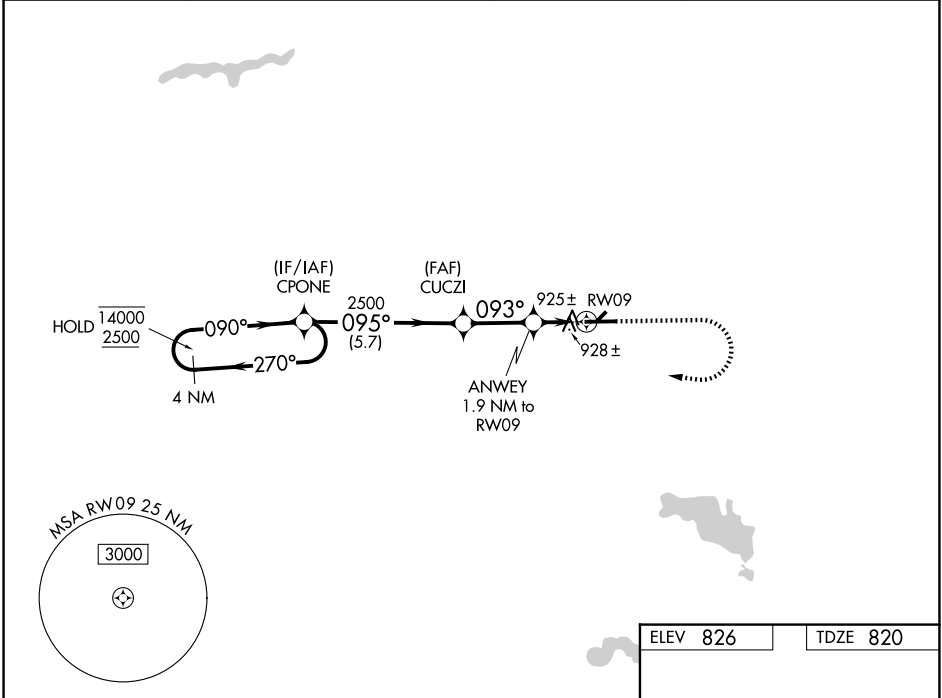 (IF/IAF)
CPONE
(FAF)
CUCZI
HOLD 14000
2500
090°
270°
4 NM
2500
095°
(5.7)
093°
925± RW09
928±
ANWEY
1.9 NM to
RW09
MSA RW09 25 NM
3000
ELEV 826 TDZE 820